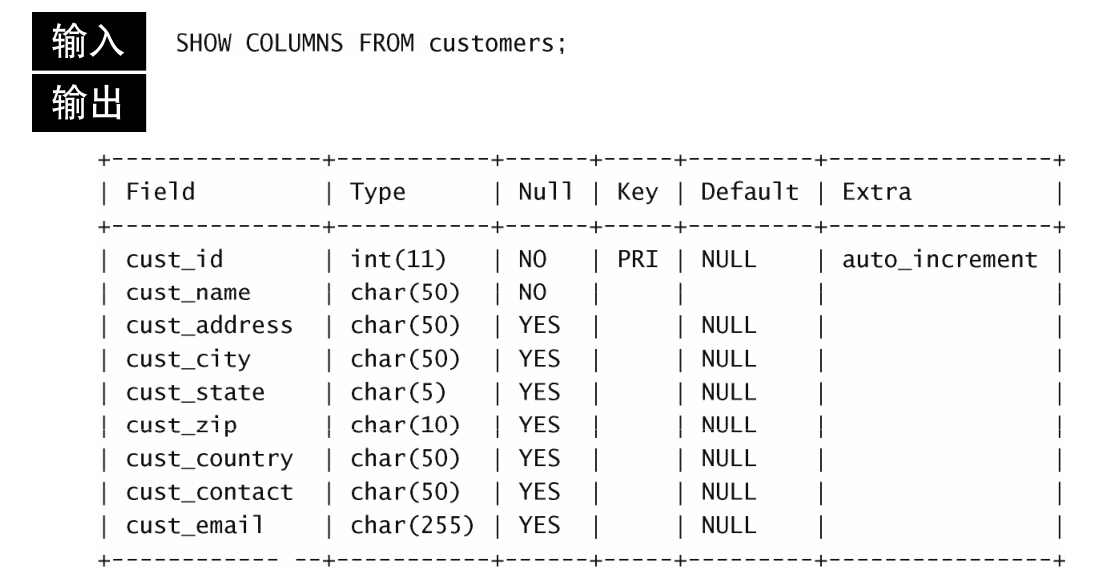 输入 SHOW COLUMNS FROM customers;
输出
+---------------+-----------+------+-----+---------+----------------+
| Field         | Type      | Null | Key | Default | Extra          |
+---------------+-----------+------+-----+---------+----------------+
| cust_id       | int(11)   | NO   | PRI | NULL    | auto_increment |
| cust_name     | char(50)  | NO   |     |         |                |
| cust_address  | char(50)  | YES  |     | NULL    |                |
| cust_city     | char(50)  | YES  |     | NULL    |                |
| cust_state    | char(5)   | YES  |     | NULL    |                |
| cust_zip      | char(10)  | YES  |     | NULL    |                |
| cust_country  | char(50)  | YES  |     | NULL    |                |
| cust_contact  | char(50)  | YES  |     | NULL    |                |
| cust_email    | char(255) | YES  |     | NULL    |                |
+------------ --+-----------+------+-----+---------+----------------+